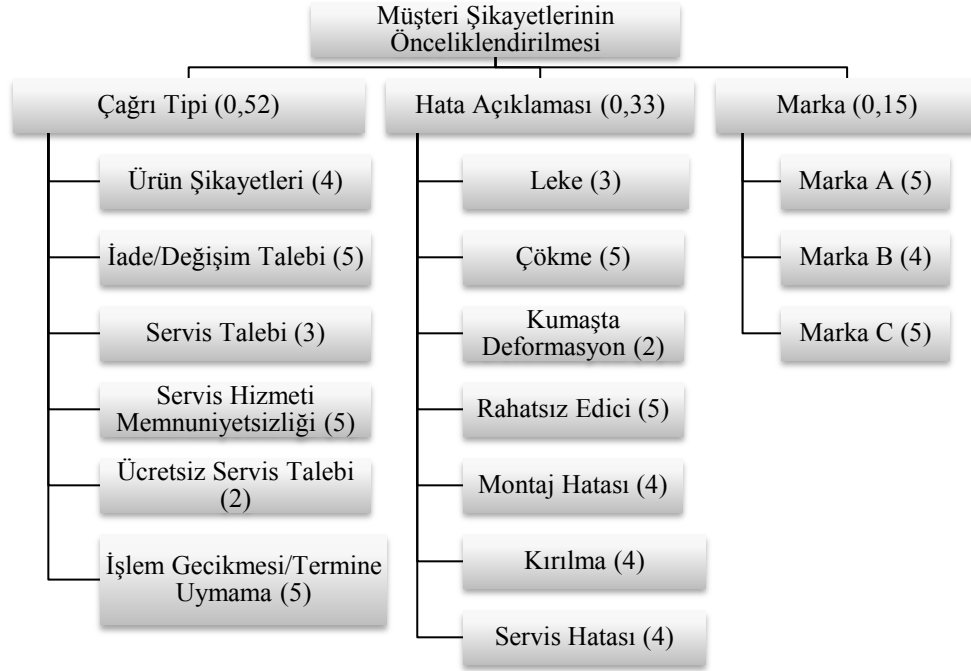 Müşteri Şikayetlerinin
Önceliklendirilmesi
Çağrı Tipi (0,52)
Ürün Şikayetleri (4)
İade/Değişim Talebi (5)
Servis Talebi (3)
Servis Hizmeti
Memnuniyetsizliği (5)
Ücretsiz Servis Talebi
(2)
İşlem Gecikmesi/Termine
Uymama (5)
Hata Açıklaması (0,33)
Leke (3)
Çökme (5)
Kumaşta
Deformasyon (2)
Rahatsız Edici (5)
Montaj Hatası (4)
Kırılma (4)
Servis Hatası (4)
Marka (0,15)
Marka A (5)
Marka B (4)
Marka C (5)